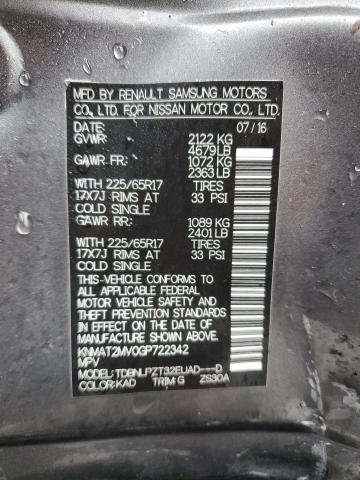 MFD BY RENAULT SAMSUNG MOTORS
CO., LTD. FOR NISSAN MOTOR CO., LTD.
DATE: 07/16
GVWR: 2122 KG
4679 LB
GAWR FR: 1072 KG
2363 LB
WITH 225/65R17 TIRES
17X7J RIMS AT 33 PSI
COLD SINGLE
GAWR RR: 1089 KG
2401 LB
WITH 225/65R17 TIRES
17X7J RIMS AT 33 PSI
COLD SINGLE
THIS VEHICLE CONFORMS TO ALL
APPLICABLE U.S. FEDERAL
MOTOR VEHICLE SAFETY AND
THEFT PREVENTION STANDARDS
IN EFFECT ON THE DATE OF
MANUFACTURE SHOWN ABOVE.
KNMAT2MV0GP722342
MPV
MODEL:TDBNLPZT32EUAD---D
COLOR:KAD TRIM:G ZS30A